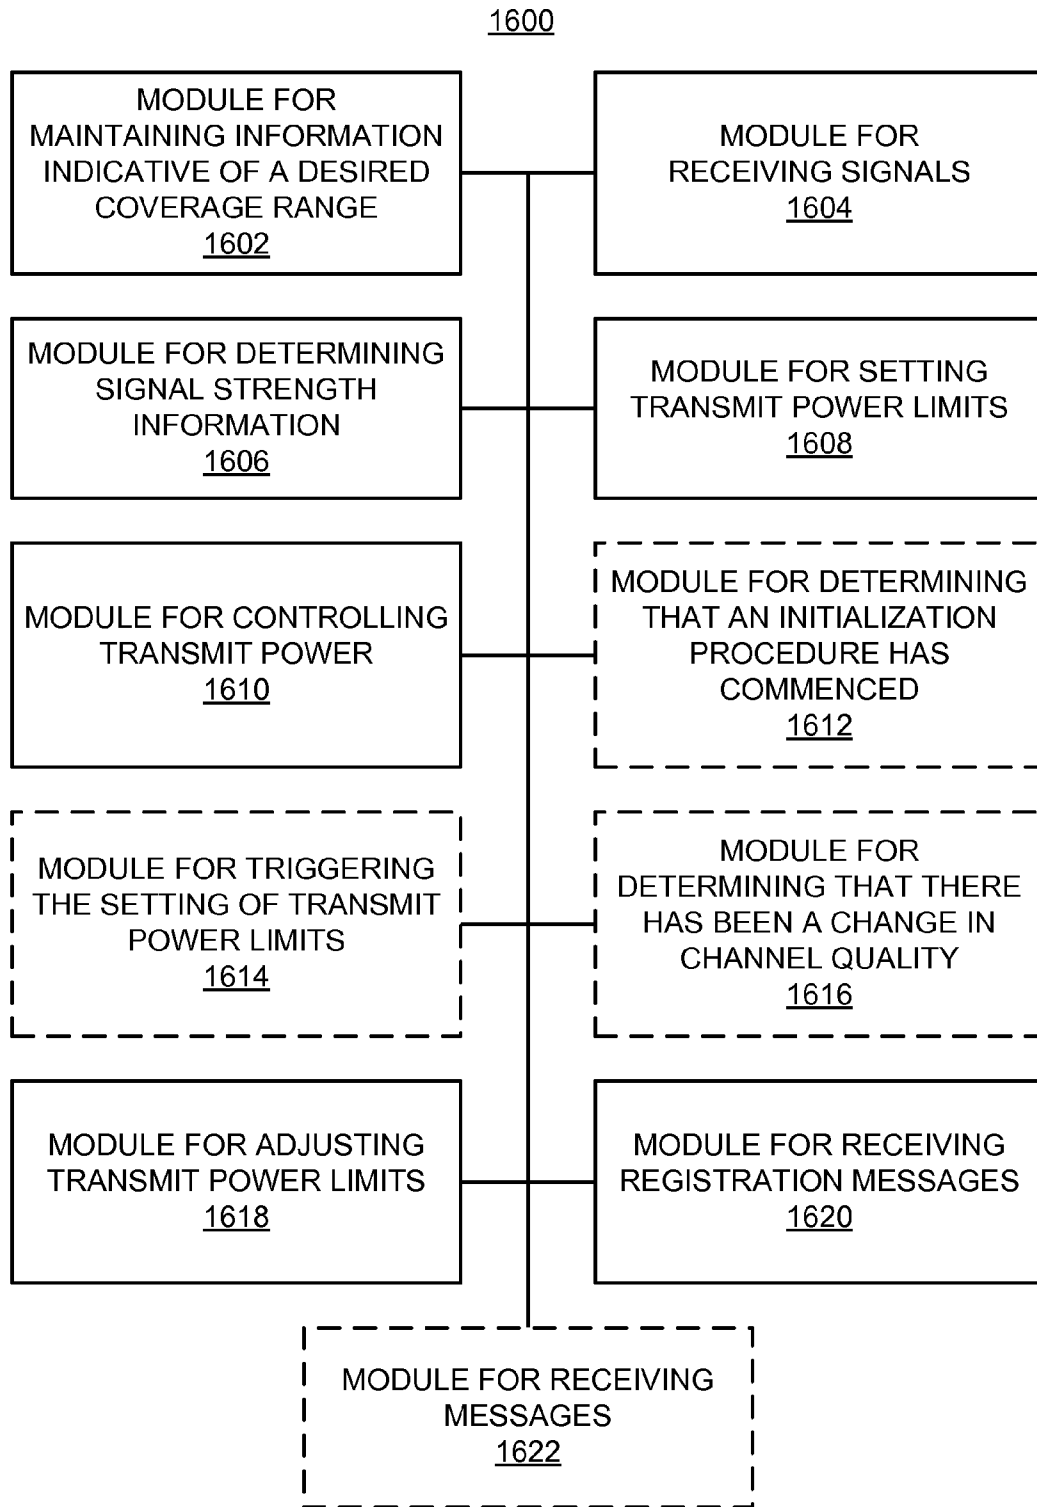 1600
MODULE FOR
MAINTAINING INFORMATION
INDICATIVE OF A DESIRED
COVERAGE RANGE
1602
MODULE FOR
RECEIVING SIGNALS
1604
MODULE FOR DETERMINING
SIGNAL STRENGTH
INFORMATION
1606
MODULE FOR SETTING
TRANSMIT POWER LIMITS
1608
MODULE FOR CONTROLLING
TRANSMIT POWER
1610
MODULE FOR DETERMINING
THAT AN INITIALIZATION
PROCEDURE HAS
COMMENCED
1612
MODULE FOR TRIGGERING
THE SETTING OF TRANSMIT
POWER LIMITS
1614
MODULE FOR
DETERMINING THAT THERE
HAS BEEN A CHANGE IN
CHANNEL QUALITY
1616
MODULE FOR ADJUSTING
TRANSMIT POWER LIMITS
1618
MODULE FOR RECEIVING
REGISTRATION MESSAGES
1620
MODULE FOR RECEIVING
MESSAGES
1622